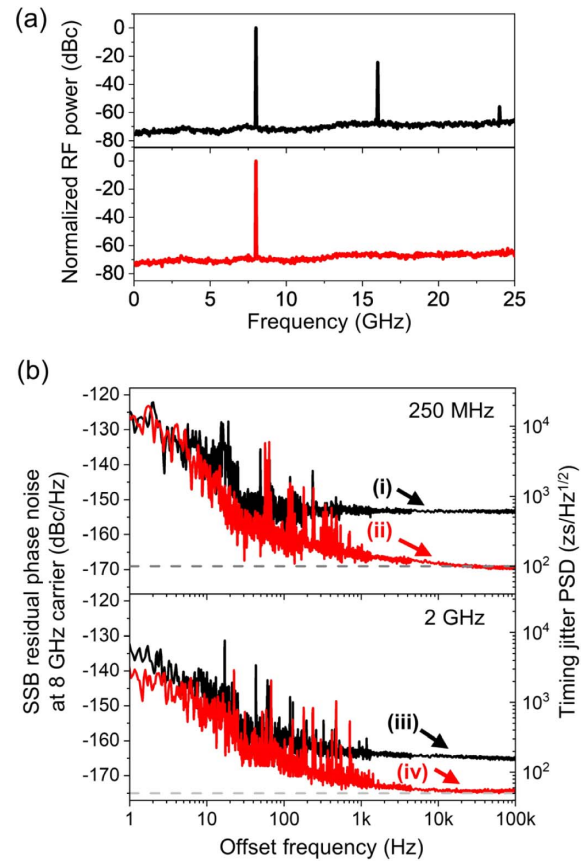 (a)
Normalized RF power (dBc)
0
-20
-40
-60
-80
0
-20
-40
-60
-80
0 5 10 15 20 25
Frequency (GHz)
(b)
SSB residual phase noise
at 8 GHz carrier (dBc/Hz)
-120
-130
-140
-150
-160
-170
250 MHz
(i)
(ii)
10⁴
10³
10²
Timing jitter PSD (zs/Hz^1/2)
-130
-140
-150
-160
-170
2 GHz
(iii)
(iv)
10⁴
10³
10²
1 10 100 1k 10k 100k
Offset frequency (Hz)